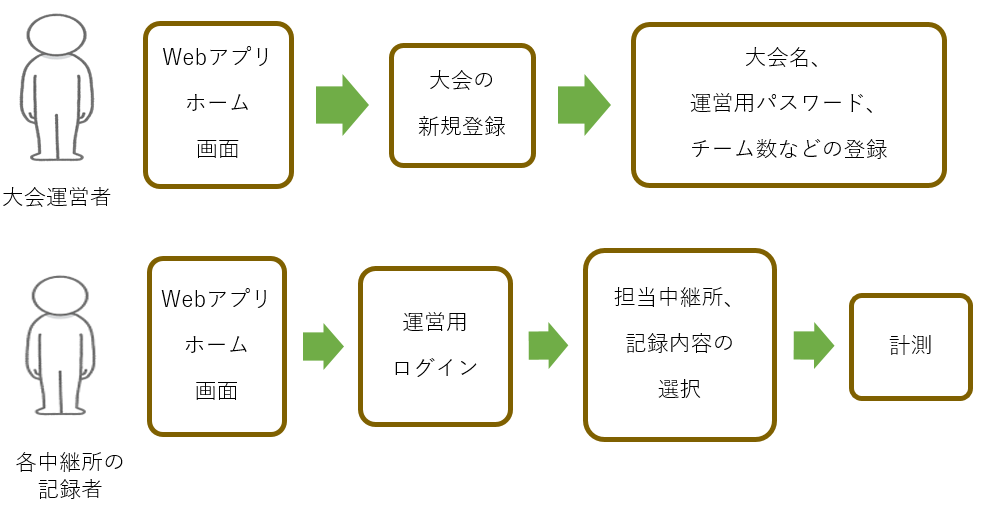 Webアプリ
ホーム
画面
大会の
新規登録
大会名、
運営用パスワード、
チーム数などの登録
大会運営者
Webアプリ
ホーム
画面
運営用
ログイン
担当中継所、
記録内容の
選択
計測
各中継所の
記録者